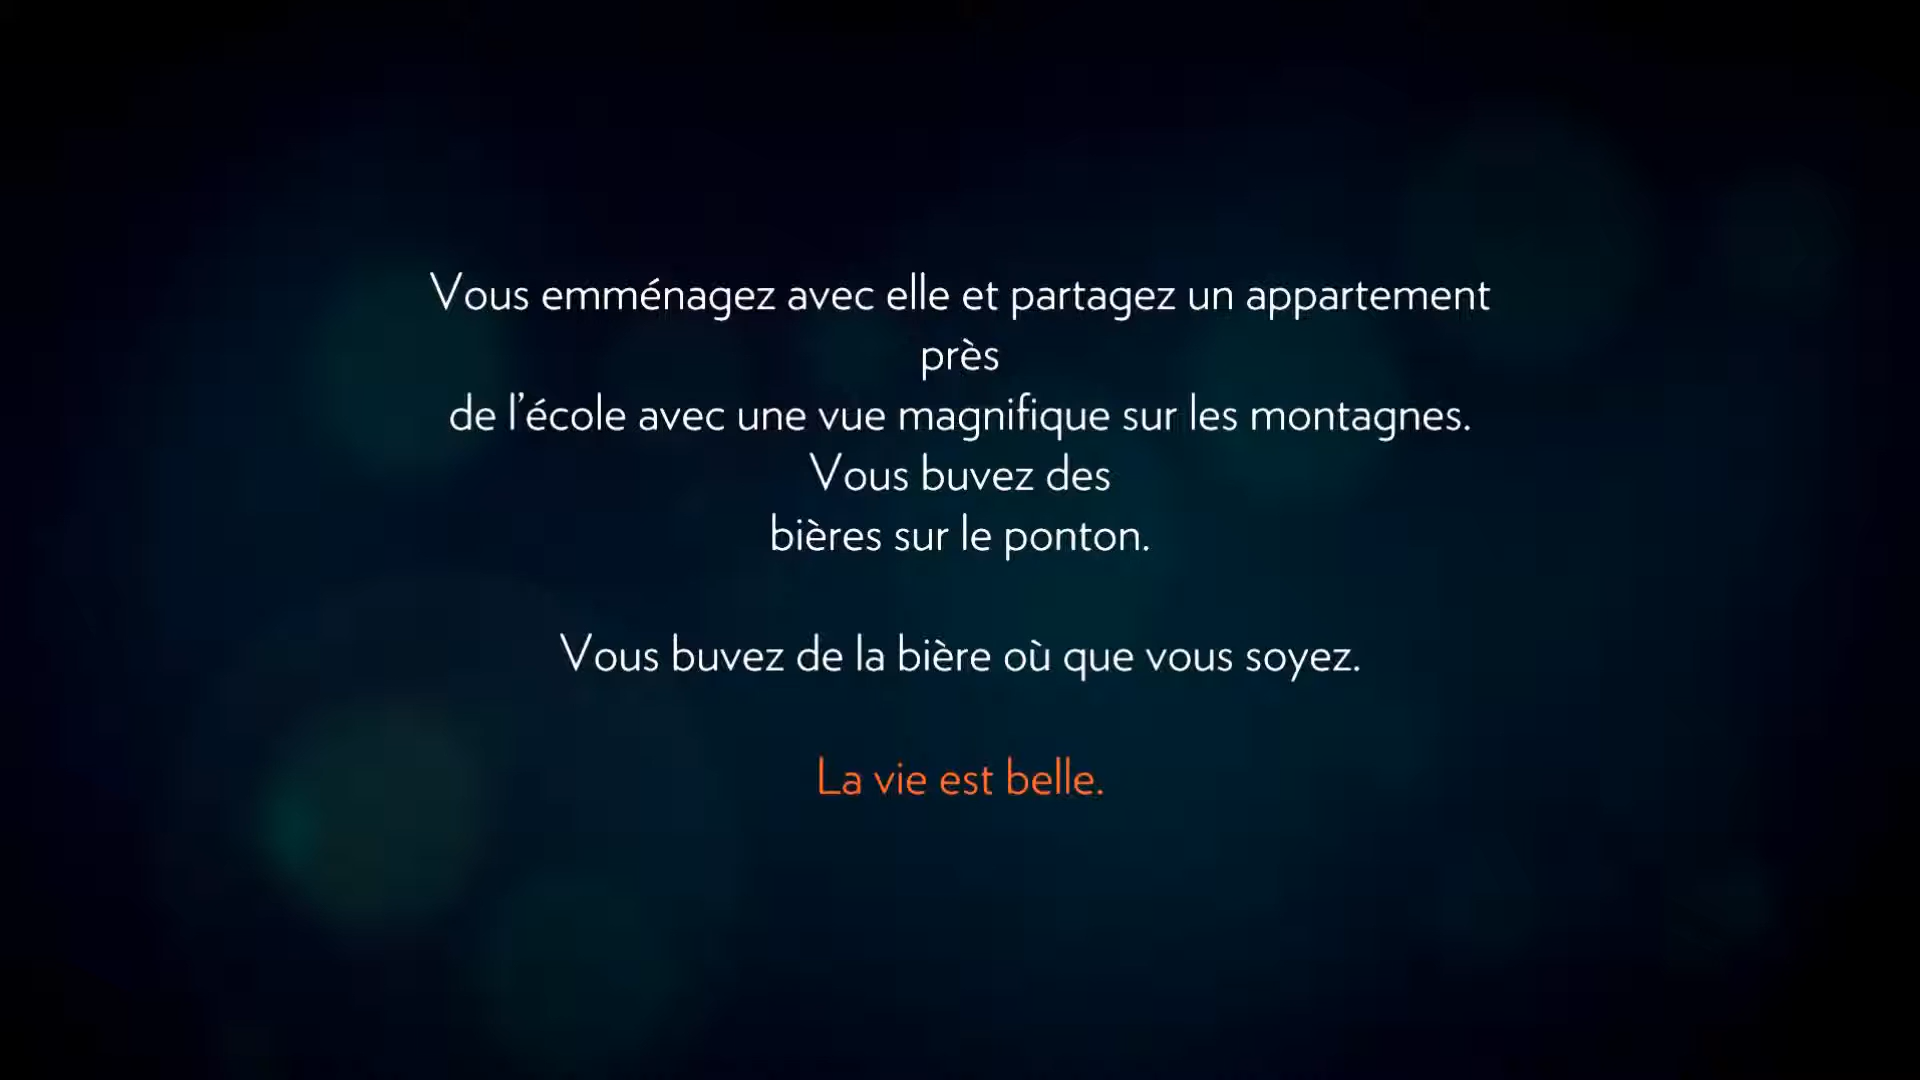 Vous emménagez avec elle et partagez un appartement
près
de l’école avec une vue magnifique sur les montagnes.
Vous buvez des
bières sur le ponton.
Vous buvez de la bière où que vous soyez.
La vie est belle.